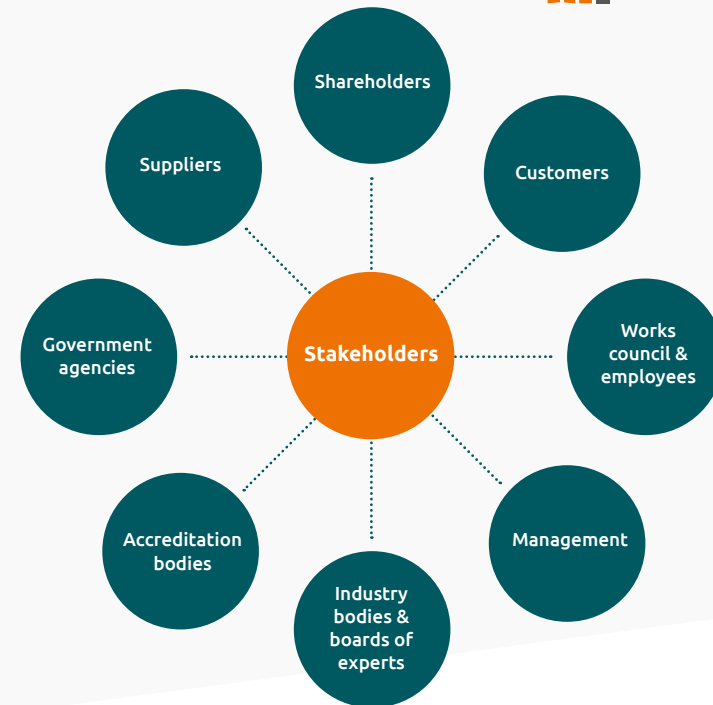 Shareholders
Suppliers
Customers
Government
agencies
Stakeholders
Works
council &
employees
Accreditation
bodies
Management
Industry
bodies &
boards of
experts